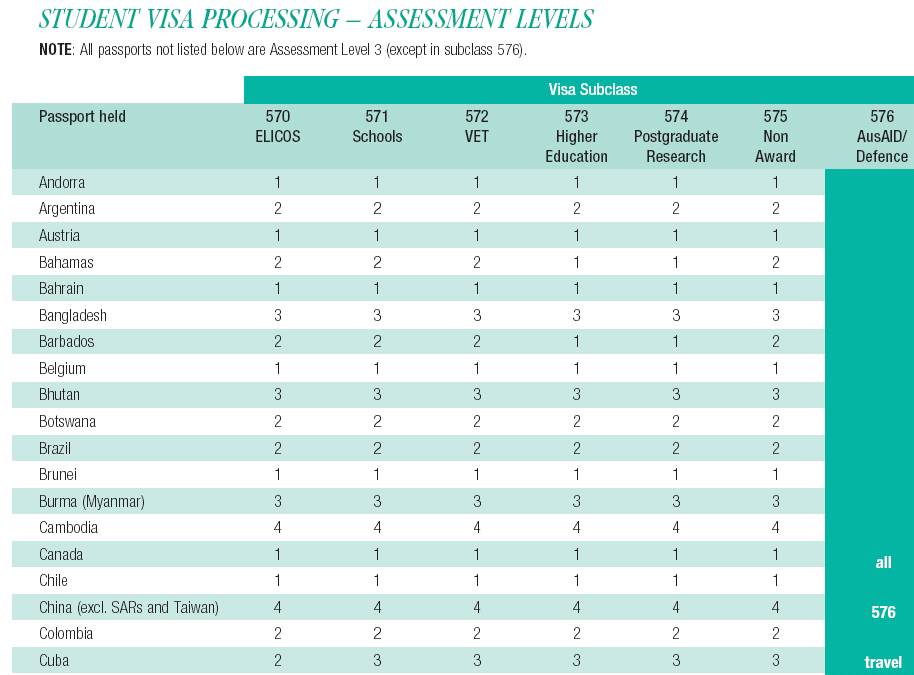 STUDENT VISA PROCESSING – ASSESSMENT LEVELS
NOTE: All passports not listed below are Assessment Level 3 (except in subclass 576).
Visa Subclass
Passport held 570 571 572 573 574 575 576
ELICOS Schools VET Higher Postgraduate Non AusAID/
Education Research Award Defence
Andorra 1 1 1 1 1 1
Argentina 2 2 2 2 2 2
Austria 1 1 1 1 1 1
Bahamas 2 2 2 1 1 2
Bahrain 1 1 1 1 1 1
Bangladesh 3 3 3 3 3 3
Barbados 2 2 2 1 1 2
Belgium 1 1 1 1 1 1
Bhutan 3 3 3 3 3 3
Botswana 2 2 2 2 2 2
Brazil 2 2 2 2 2 2
Brunei 1 1 1 1 1 1
Burma (Myanmar) 3 3 3 3 3 3
Cambodia 4 4 4 4 4 4
Canada 1 1 1 1 1 1
all
Chile 1 1 1 1 1 1
China (excl. SARs and Taiwan) 4 4 4 4 4 4 576
Colombia 2 2 2 2 2 2
Cuba 2 3 3 3 3 3 travel